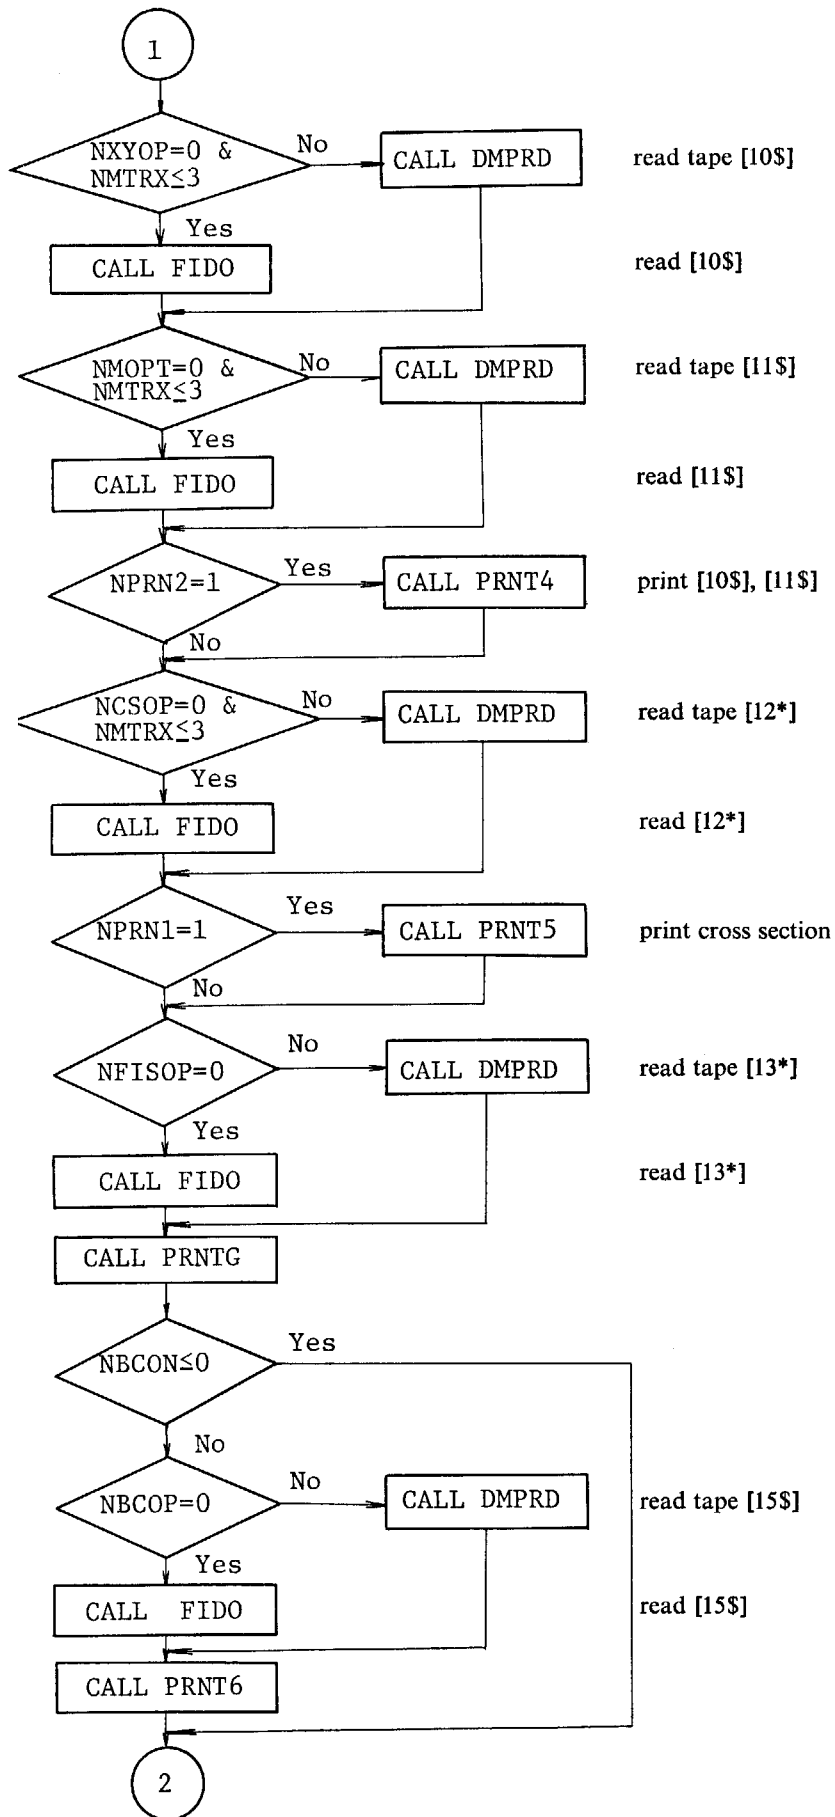 1
NXYOP=0 &
NMTRX≤3
No
CALL DMPRD
read tape [10$]
Yes
CALL FIDO
read [10$]
NMOPT=0 &
NMTRX≤3
No
CALL DMPRD
read tape [11$]
Yes
CALL FIDO
read [11$]
NPRN2=1
Yes
CALL PRNT4
print [10$], [11$]
No
NCSOP=0 &
NMTRX≤3
No
CALL DMPRD
read tape [12*]
Yes
CALL FIDO
read [12*]
NPRN1=1
Yes
CALL PRNT5
print cross section
No
NFISOP=0
No
CALL DMPRD
read tape [13*]
Yes
CALL FIDO
read [13*]
CALL PRNTG
NBCON≤0
Yes
No
NBCOP=0
No
CALL DMPRD
read tape [15$]
Yes
CALL FIDO
read [15$]
CALL PRNT6
2